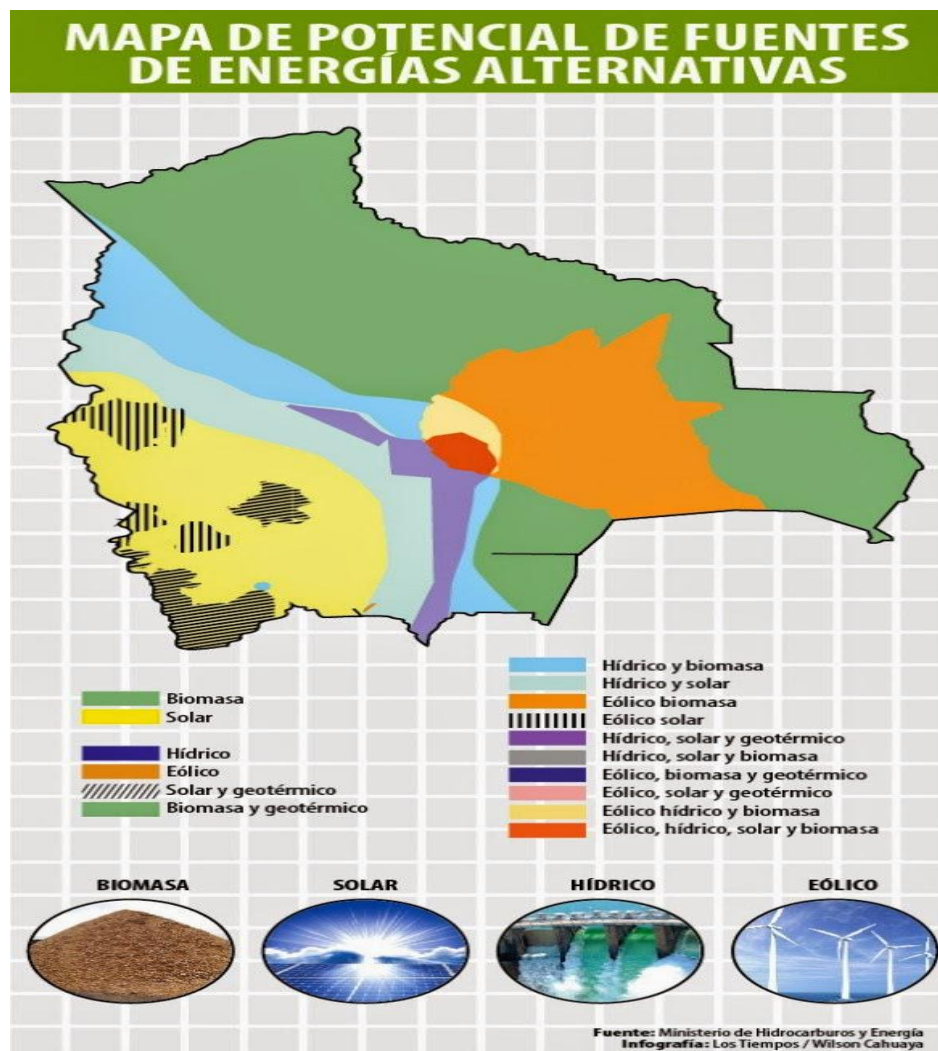 MAPA DE POTENCIAL DE FUENTES
DE ENERGÍAS ALTERNATIVAS
Biomasa
Solar
Hídrico
Eólico
Solar y geotérmico
Biomasa y geotérmico
Hídrico y biomasa
Hídrico y solar
Eólico biomasa
Eólico solar
Hídrico, solar y geotérmico
Hídrico, solar y biomasa
Eólico, biomasa y geotérmico
Eólico, solar y geotérmico
Eólico hídrico y biomasa
Eólico, hídrico, solar y biomasa
BIOMASA
SOLAR
HÍDRICO
EÓLICO
Fuente: Ministerio de Hidrocarburos y Energía
Infografía: Los Tiempos / Wilson Cahuaya